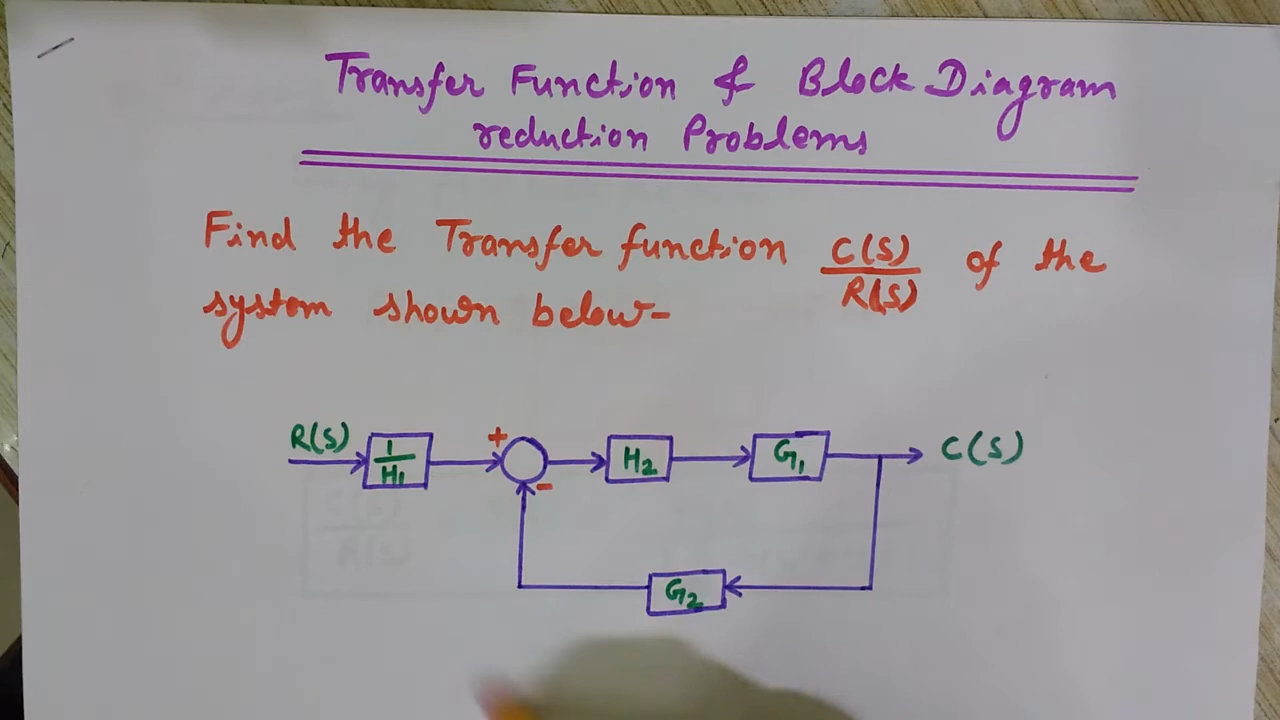 Transfer Function & Block Diagram
reduction Problems
Find the Transfer function C(S)/R(S) of the
system shown below-
R(S) 1/H1 + H2 G1 C(S)
-
G2